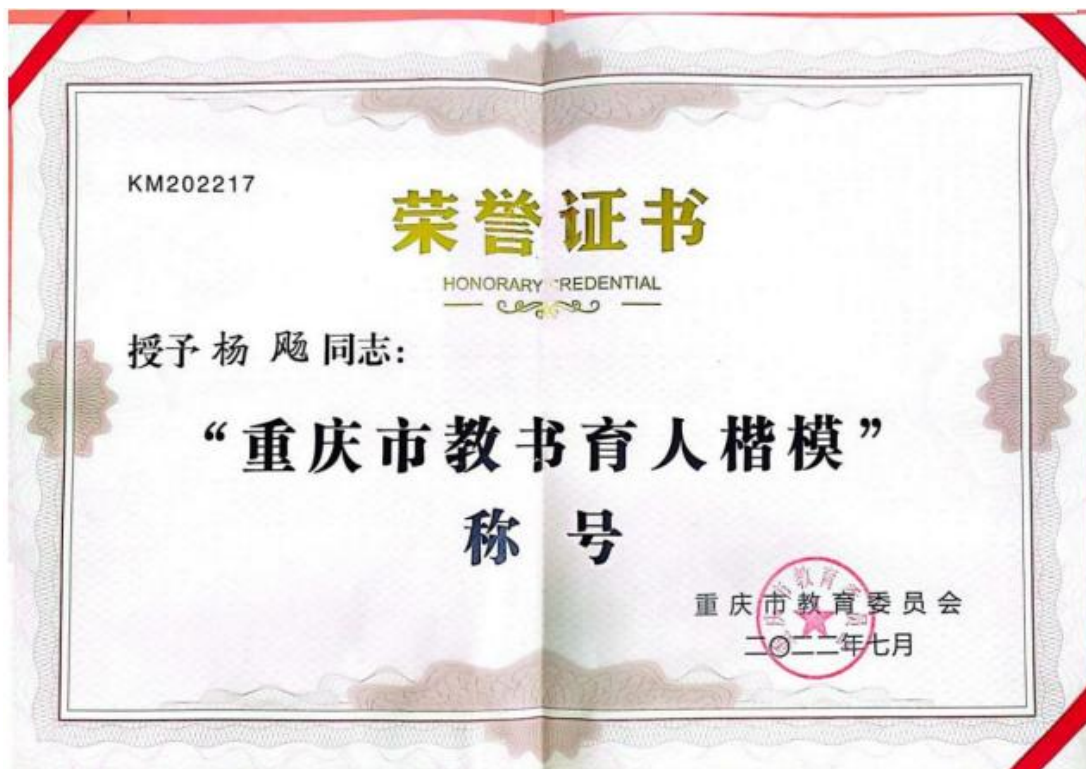 KM202217
荣誉证书
HONORARY CREDENTIAL
授予 杨 飏 同志：
“重庆市教书育人楷模”
称 号
重庆市教育委员会
二〇二二年七月